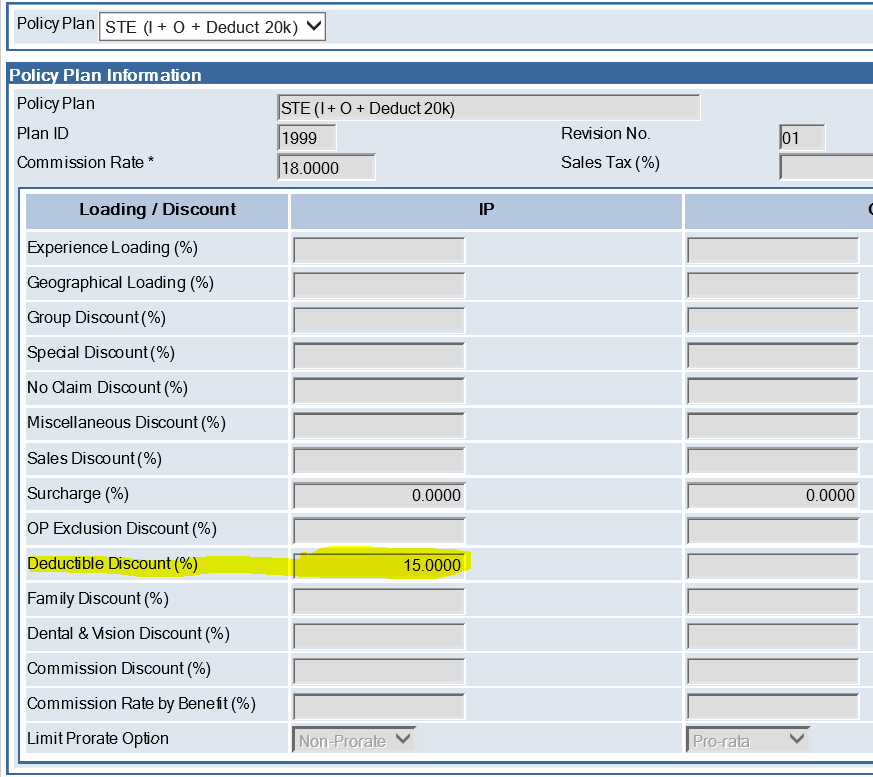 Policy Plan STE (I + O + Deduct 20k)
Policy Plan Information
Policy Plan STE (I + O + Deduct 20k)
Plan ID 1999 Revision No. 01
Commission Rate * 18.0000 Sales Tax (%)
Loading / Discount IP
Experience Loading (%)
Geographical Loading (%)
Group Discount (%)
Special Discount (%)
No Claim Discount (%)
Miscellaneous Discount (%)
Sales Discount (%)
Surcharge (%) 0.0000 0.0000
OP Exclusion Discount (%)
Deductible Discount (%) 15.0000
Family Discount (%)
Dental & Vision Discount (%)
Commission Discount (%)
Commission Rate by Benefit (%)
Limit Prorate Option Non-Prorate Pro-rata